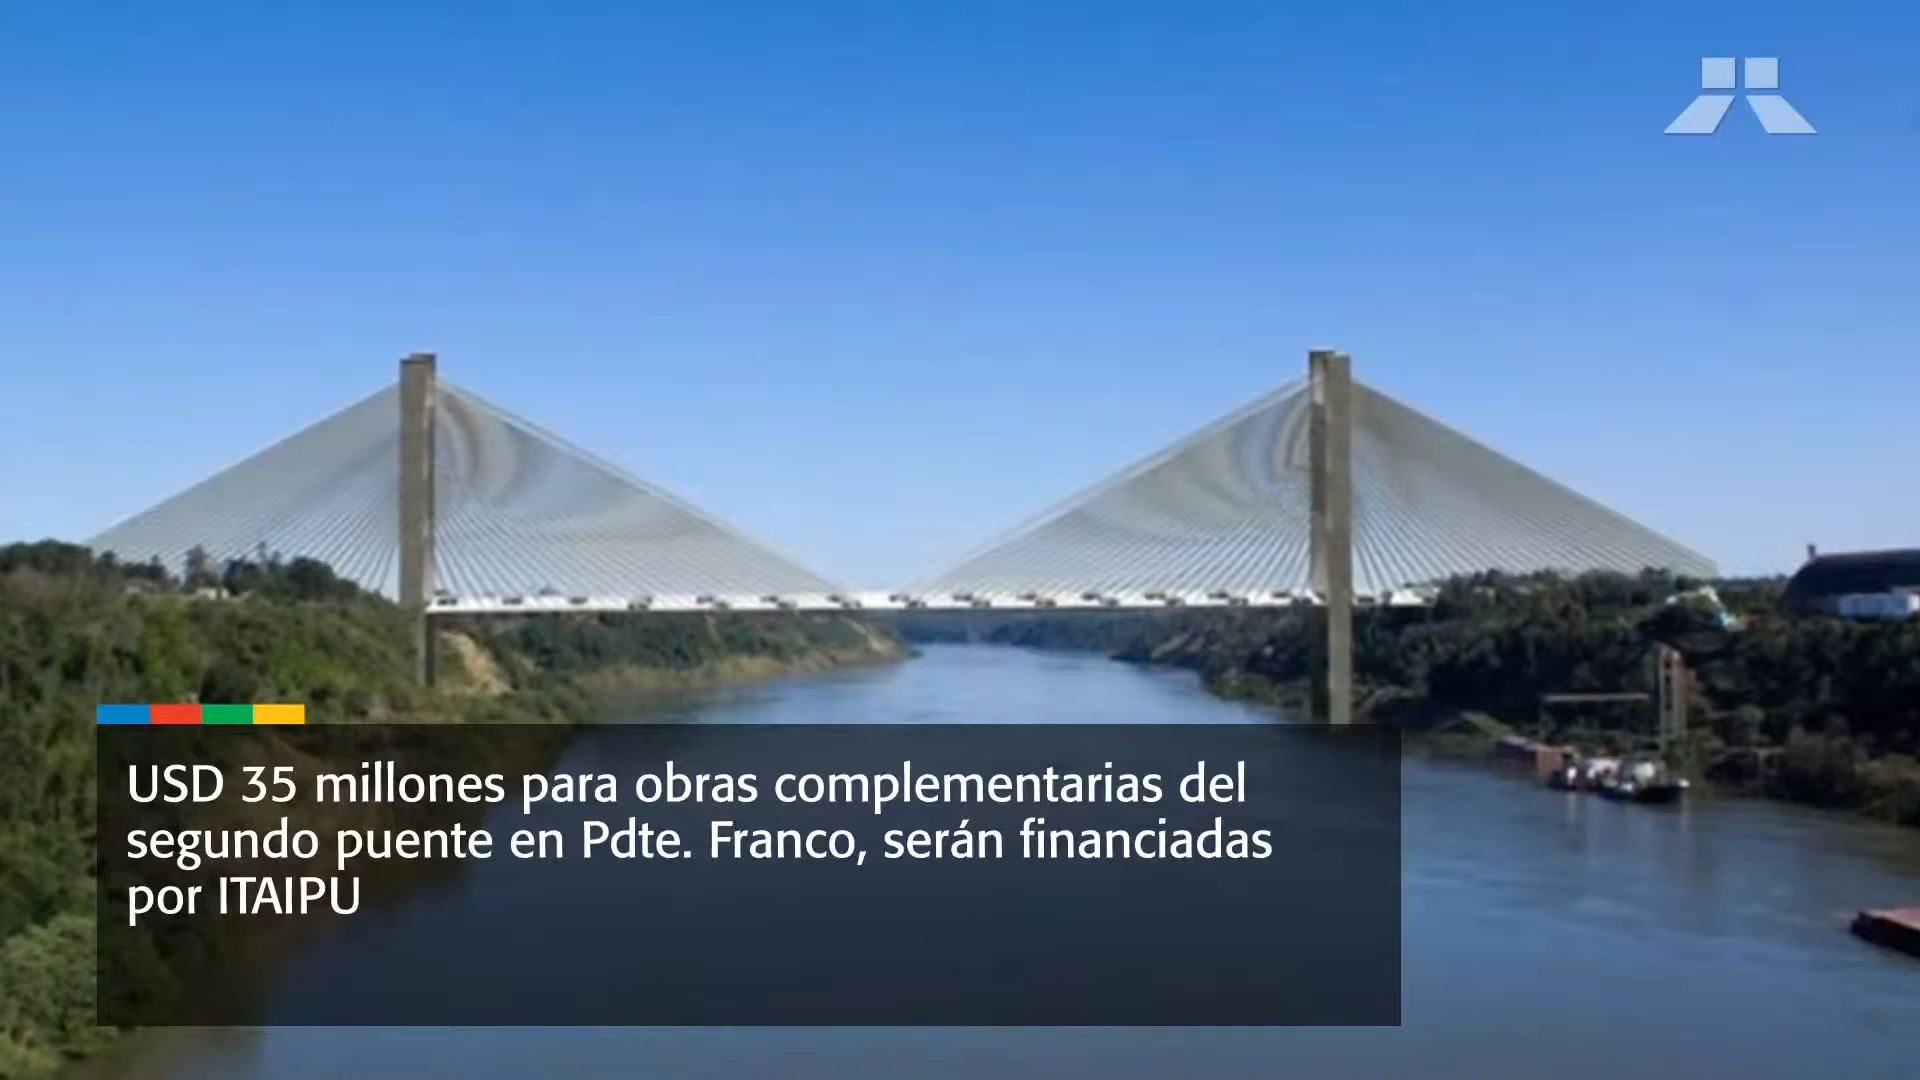 USD 35 millones para obras complementarias del
segundo puente en Pdte. Franco, serán financiadas
por ITAIPU